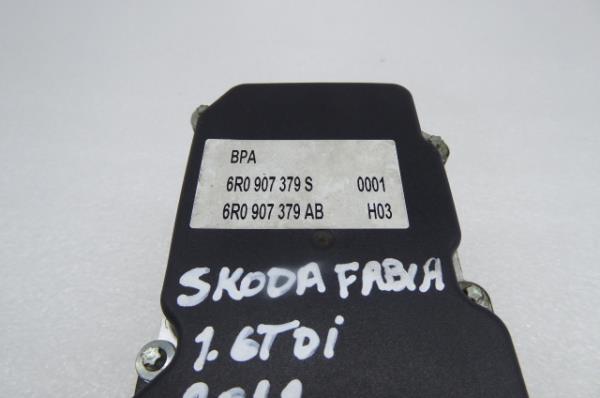 BPA
6R0 907 379 S 0001
6R0 907 379 AB H03
SKODA FABIA
1.6TDi